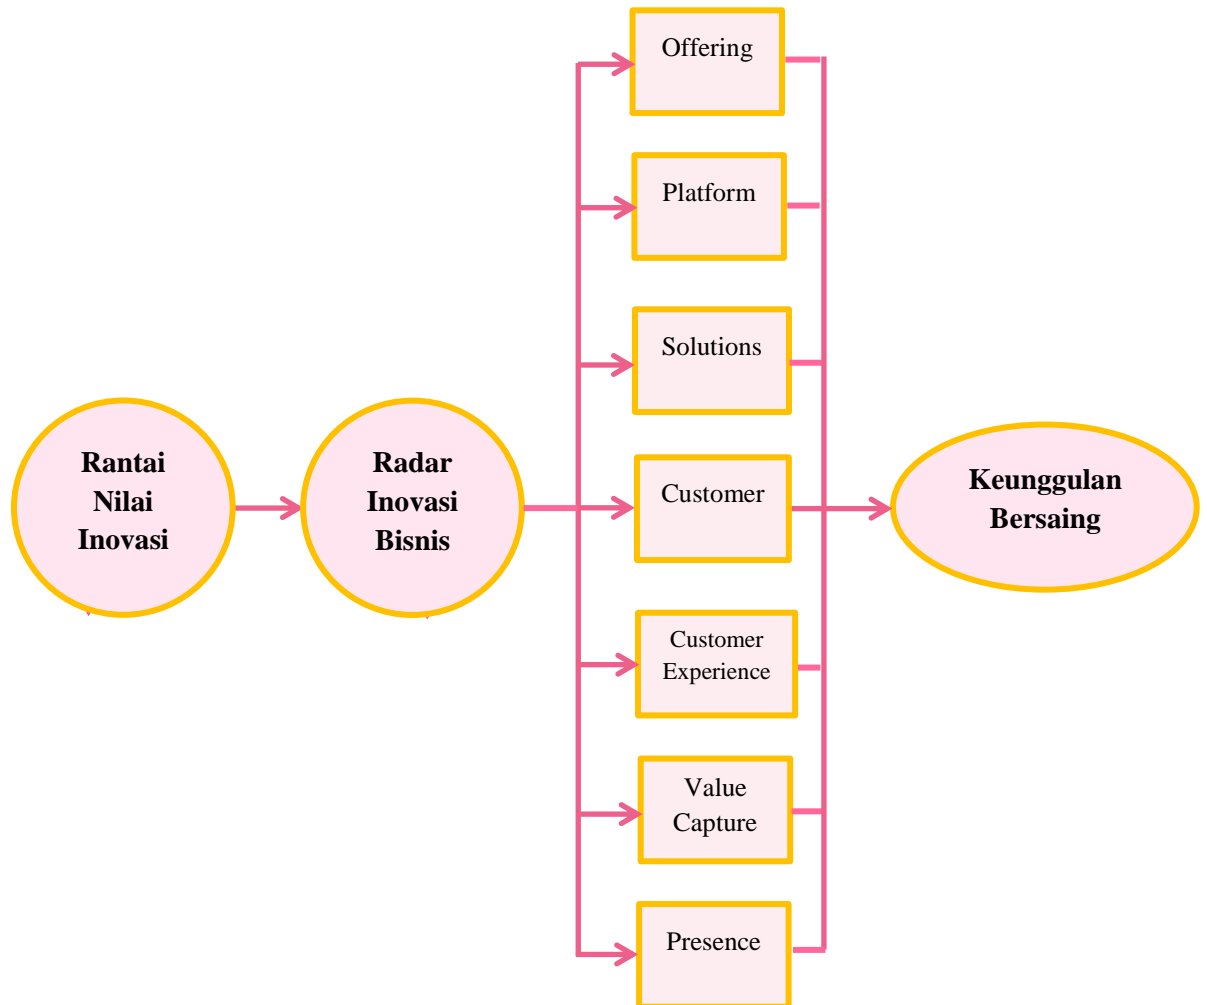 Offering
Platform
Solutions
Rantai
Nilai
Inovasi
Radar
Inovasi
Bisnis
Customer
Keunggulan
Bersaing
Customer
Experience
Value
Capture
Presence